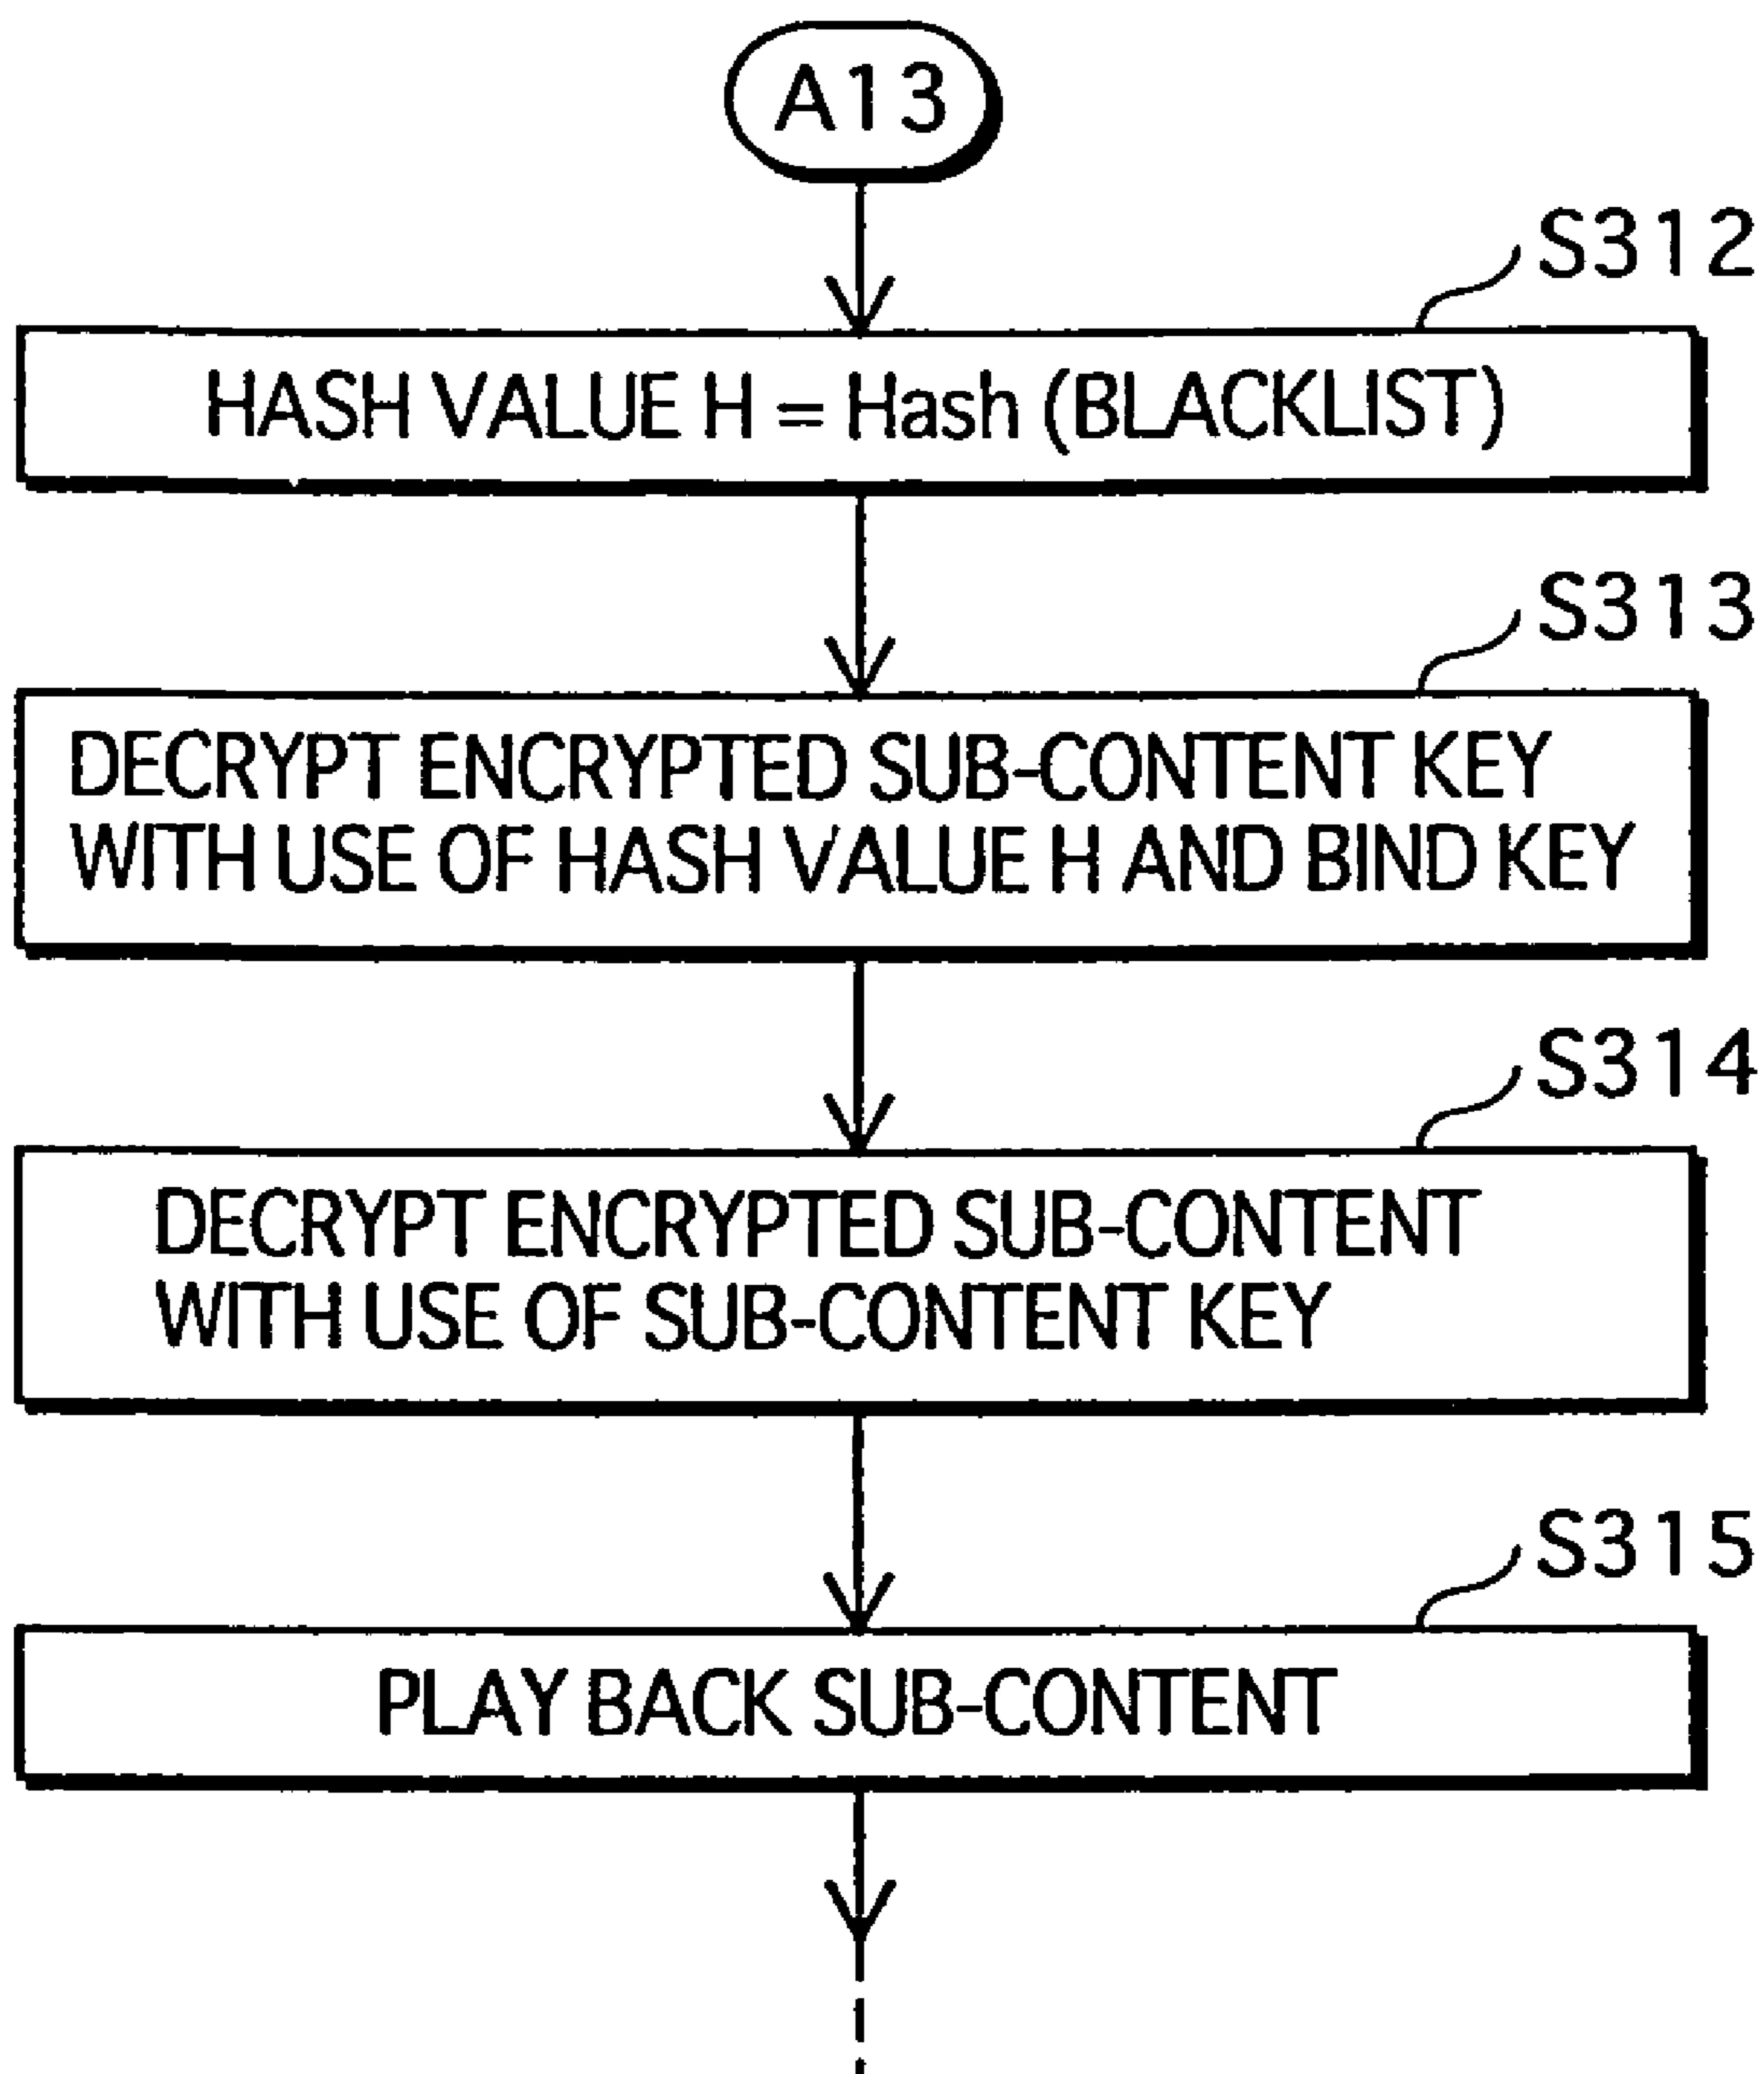 A13
S312
HASH VALUE H = Hash (BLACKLIST)
S313
DECRYPT ENCRYPTED SUB-CONTENT KEY
WITH USE OF HASH VALUE H AND BIND KEY
S314
DECRYPT ENCRYPTED SUB-CONTENT
WITH USE OF SUB-CONTENT KEY
S315
PLAY BACK SUB-CONTENT